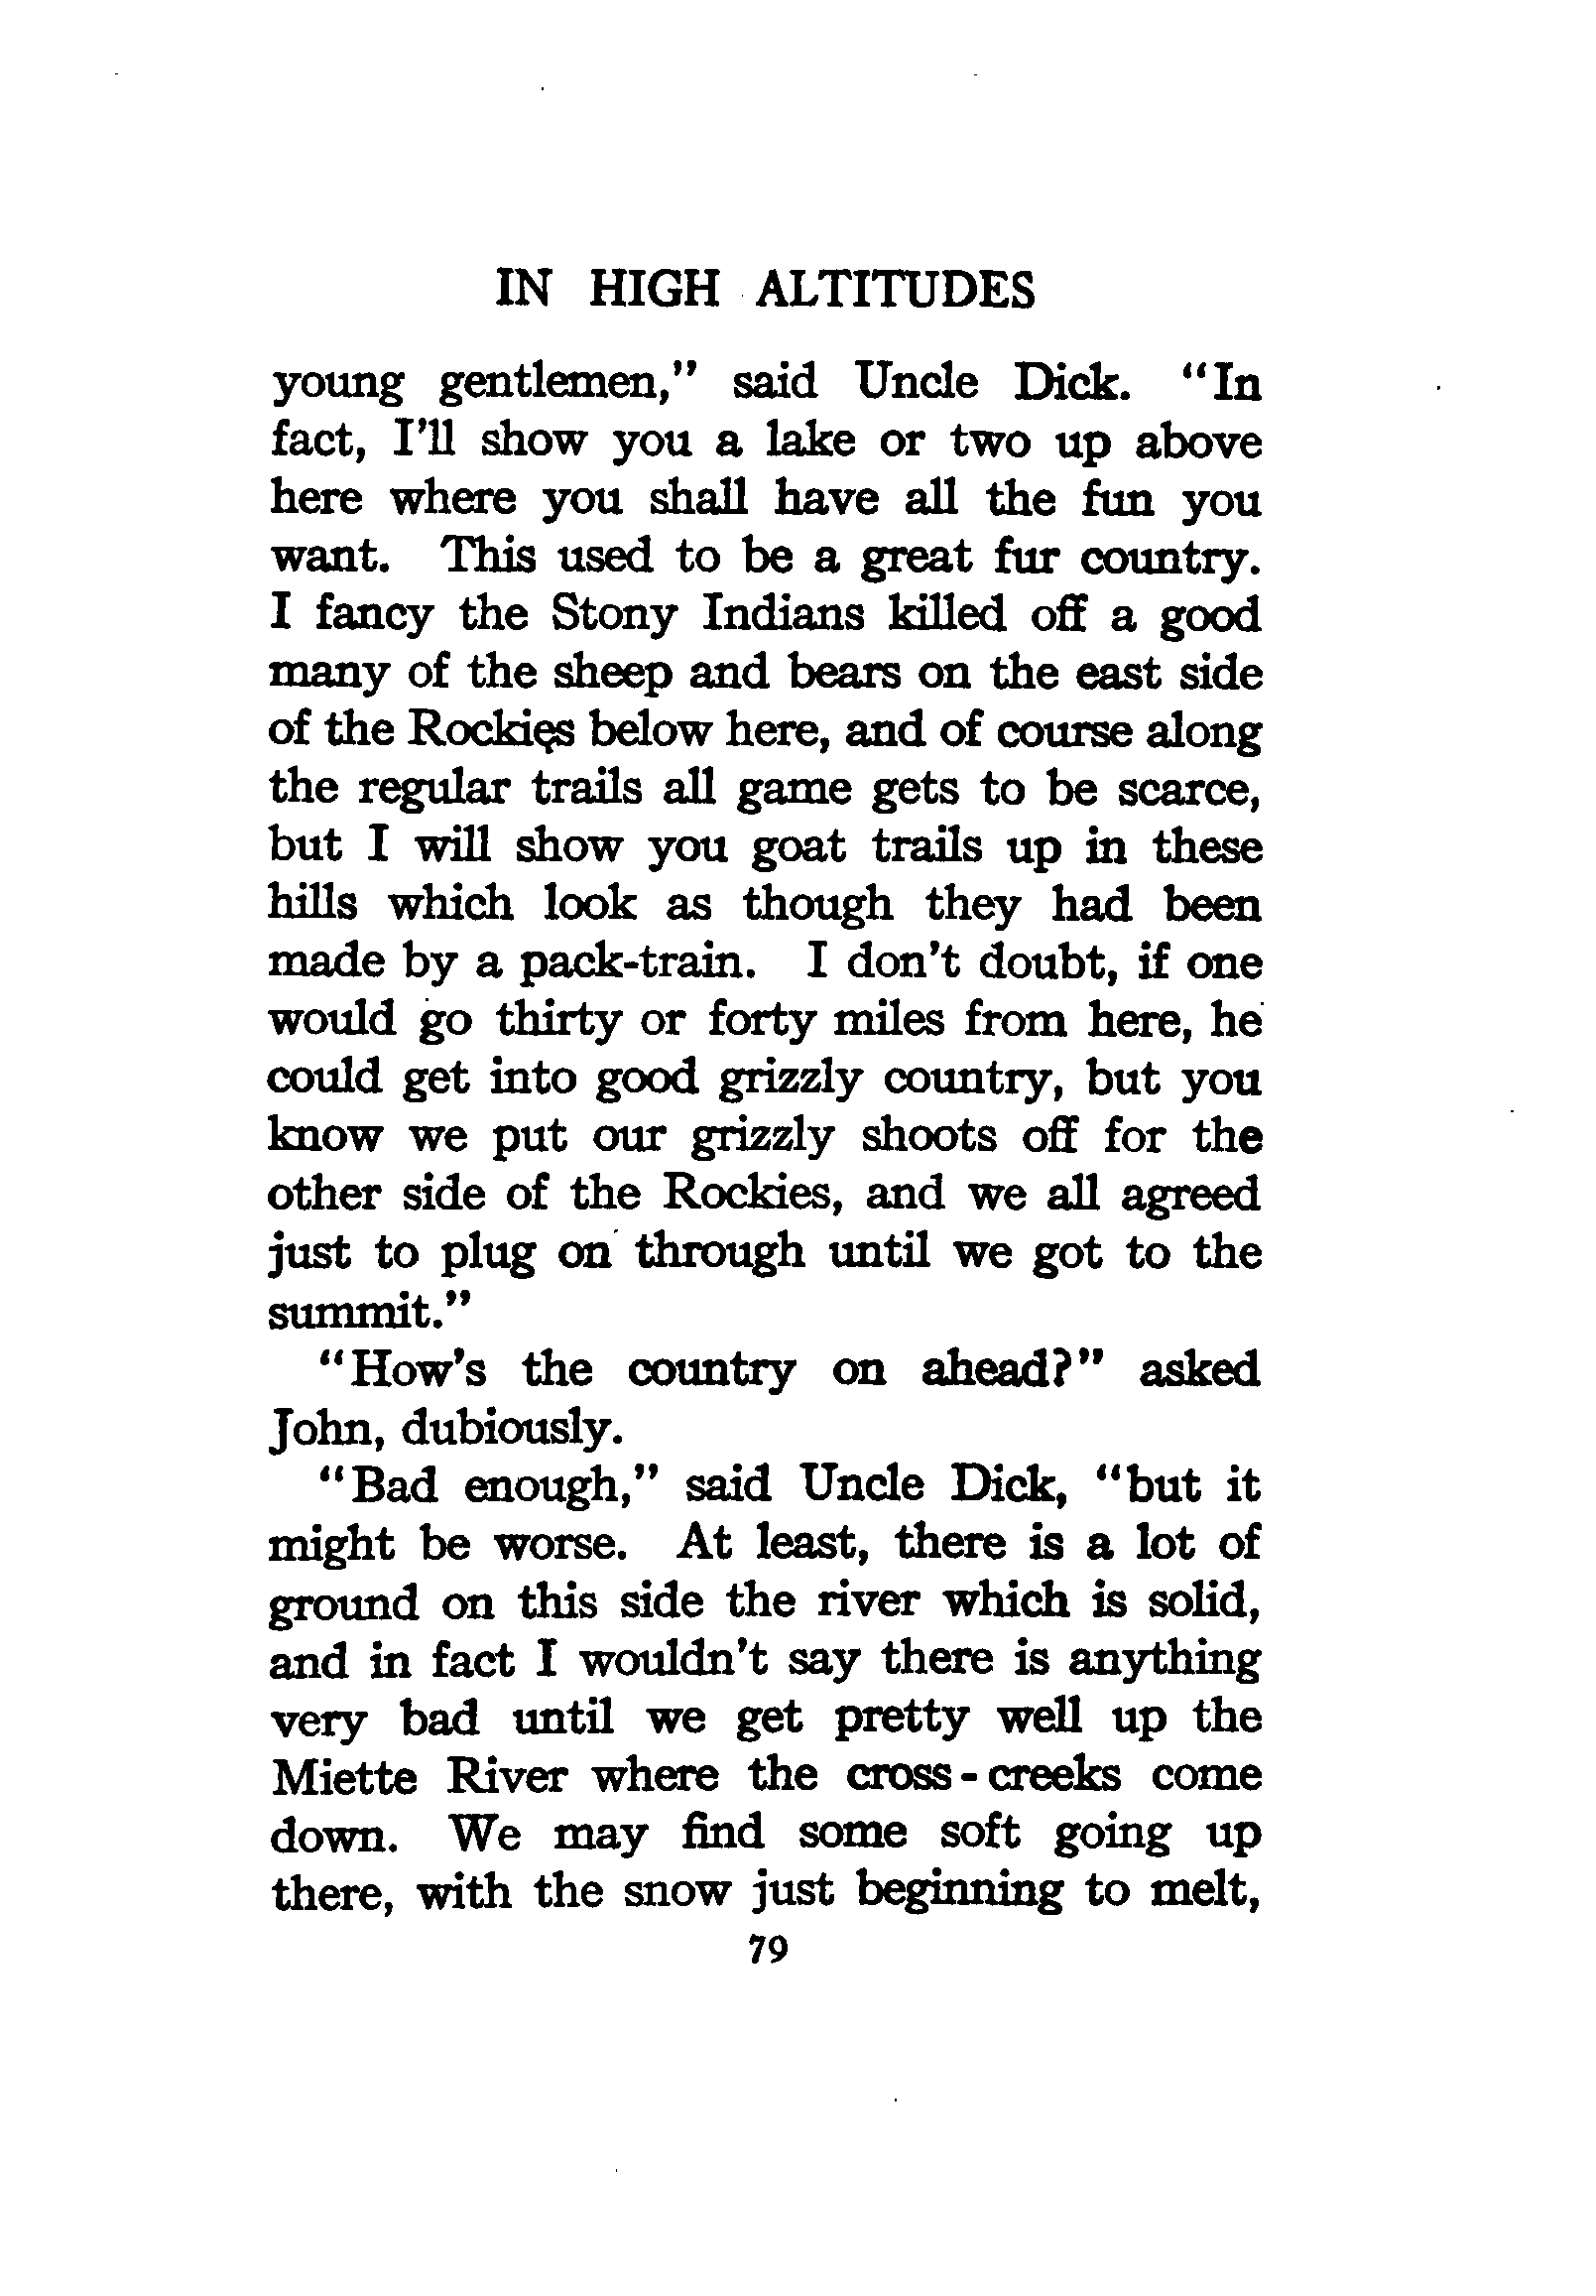 IN HIGH ALTITUDES
young gentlemen,” said Uncle Dick. “In
fact, I’ll show you a lake or two up above
here where you shall have all the fun you
want. This used to be a great fur country.
I fancy the Stony Indians killed off a good
many of the sheep and bears on the east side
of the Rockies below here, and of course along
the regular trails all game gets to be scarce,
but I will show you goat trails up in these
hills which look as though they had been
made by a pack-train. I don’t doubt, if one
would go thirty or forty miles from here, he
could get into good grizzly country, but you
know we put our grizzly shoots off for the
other side of the Rockies, and we all agreed
just to plug on through until we got to the
summit.”
“How’s the country on ahead?” asked
John, dubiously.
“Bad enough,” said Uncle Dick, “but it
might be worse. At least, there is a lot of
ground on this side the river which is solid,
and in fact I wouldn’t say there is anything
very bad until we get pretty well up the
Miette River where the cross-creeks come
down. We may find some soft going up
there, with the snow just beginning to melt,
79